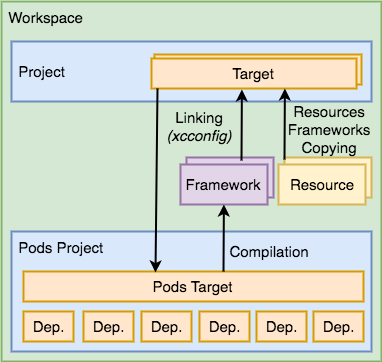 Workspace
Project
Target
Linking
(xcconfig)
Resources
Frameworks
Copying
Framework
Resource
Pods Project
Compilation
Pods Target
Dep.
Dep.
Dep.
Dep.
Dep.
Dep.